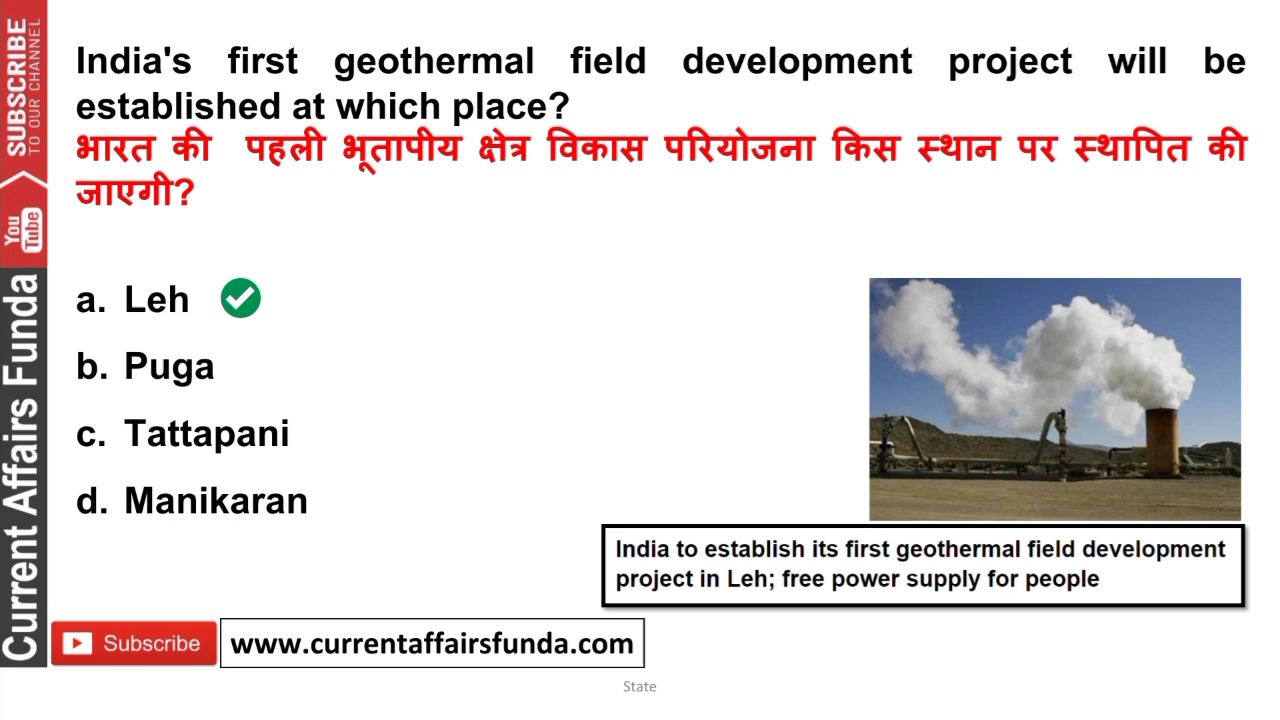 India's first geothermal field development project will be
established at which place?
भारत की पहली भूतापीय क्षेत्र विकास परियोजना किस स्थान पर स्थापित की
जाएगी?
a. Leh
b. Puga
c. Tattapani
d. Manikaran
India to establish its first geothermal field development
project in Leh; free power supply for people
SUBSCRIBE
TO OUR CHANNEL
You
Tube
Current Affairs Funda
Subscribe
www.currentaffairsfunda.com
State